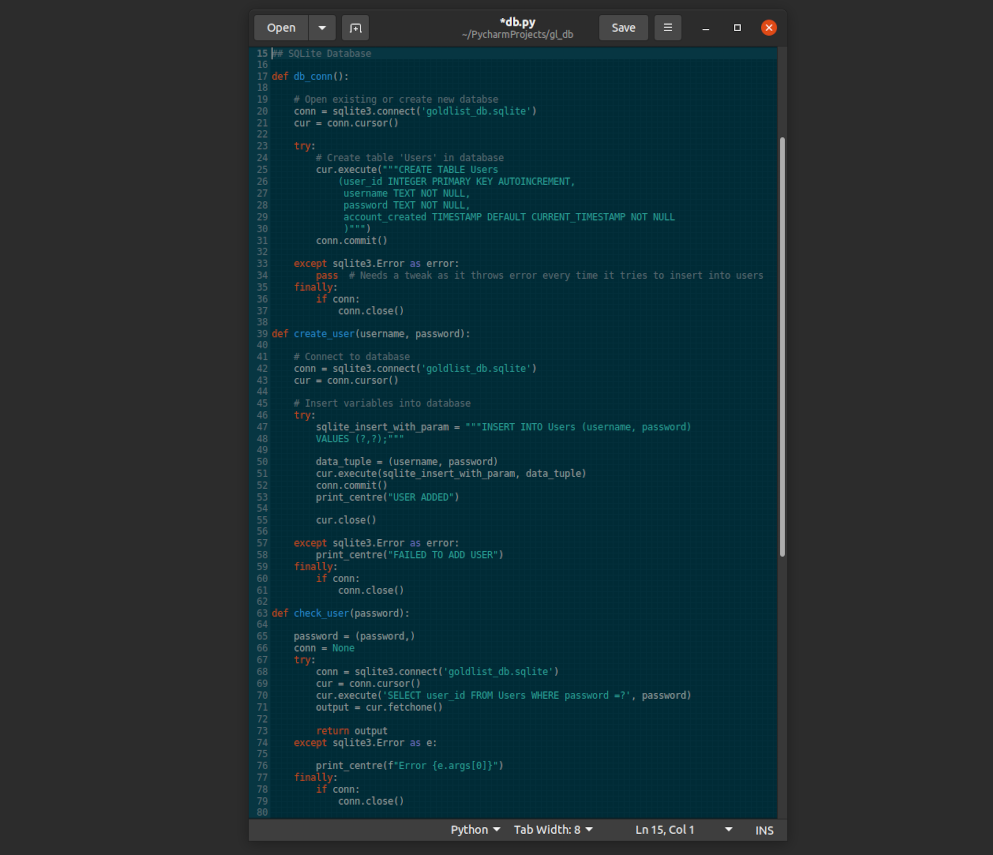 Open
*db.py
~/PycharmProjects/gl_db
Save
15 ## SQLite Database
16
17 def db_conn():
18
19     # Open existing or create new databse
20     conn = sqlite3.connect('goldlist_db.sqlite')
21     cur = conn.cursor()
22
23     try:
24         # Create table 'Users' in database
25         cur.execute("""CREATE TABLE Users
26             (user_id INTEGER PRIMARY KEY AUTOINCREMENT,
27              username TEXT NOT NULL,
28              password TEXT NOT NULL,
29              account_created TIMESTAMP DEFAULT CURRENT_TIMESTAMP NOT NULL
30              )""")
31         conn.commit()
32
33     except sqlite3.Error as error:
34         pass  # Needs a tweak as it throws error every time it tries to insert into users
35     finally:
36         if conn:
37             conn.close()
38
39 def create_user(username, password):
40
41     # Connect to database
42     conn = sqlite3.connect('goldlist_db.sqlite')
43     cur = conn.cursor()
44
45     # Insert variables into database
46     try:
47         sqlite_insert_with_param = """INSERT INTO Users (username, password)
48         VALUES (?,?);"""
49
50         data_tuple = (username, password)
51         cur.execute(sqlite_insert_with_param, data_tuple)
52         conn.commit()
53         print_centre("USER ADDED")
54
55         cur.close()
56
57     except sqlite3.Error as error:
58         print_centre("FAILED TO ADD USER")
59     finally:
60         if conn:
61             conn.close()
62
63 def check_user(password):
64
65     password = (password,)
66     conn = None
67     try:
68         conn = sqlite3.connect('goldlist_db.sqlite')
69         cur = conn.cursor()
70         cur.execute('SELECT user_id FROM Users WHERE password =?', password)
71         output = cur.fetchone()
72
73         return output
74     except sqlite3.Error as e:
75
76         print_centre(f"Error {e.args[0]}")
77     finally:
78         if conn:
79             conn.close()
80
Python Tab Width: 8 Ln 15, Col 1 INS